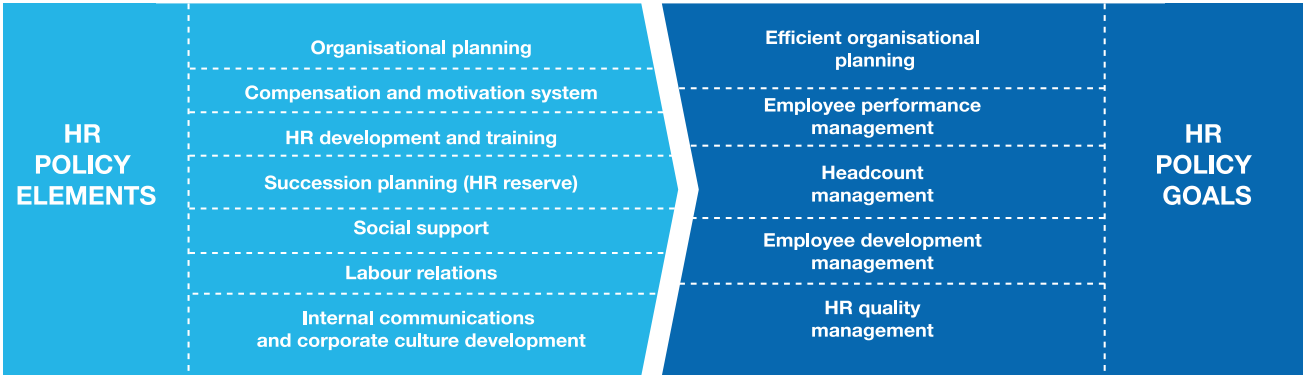 HR
POLICY
ELEMENTS
Organisational planning
Compensation and motivation system
HR development and training
Succession planning (HR reserve)
Social support
Labour relations
Internal communications
and corporate culture development
Efficient organisational
planning
Employee performance
management
Headcount
management
Employee development
management
HR quality
management
HR
POLICY
GOALS